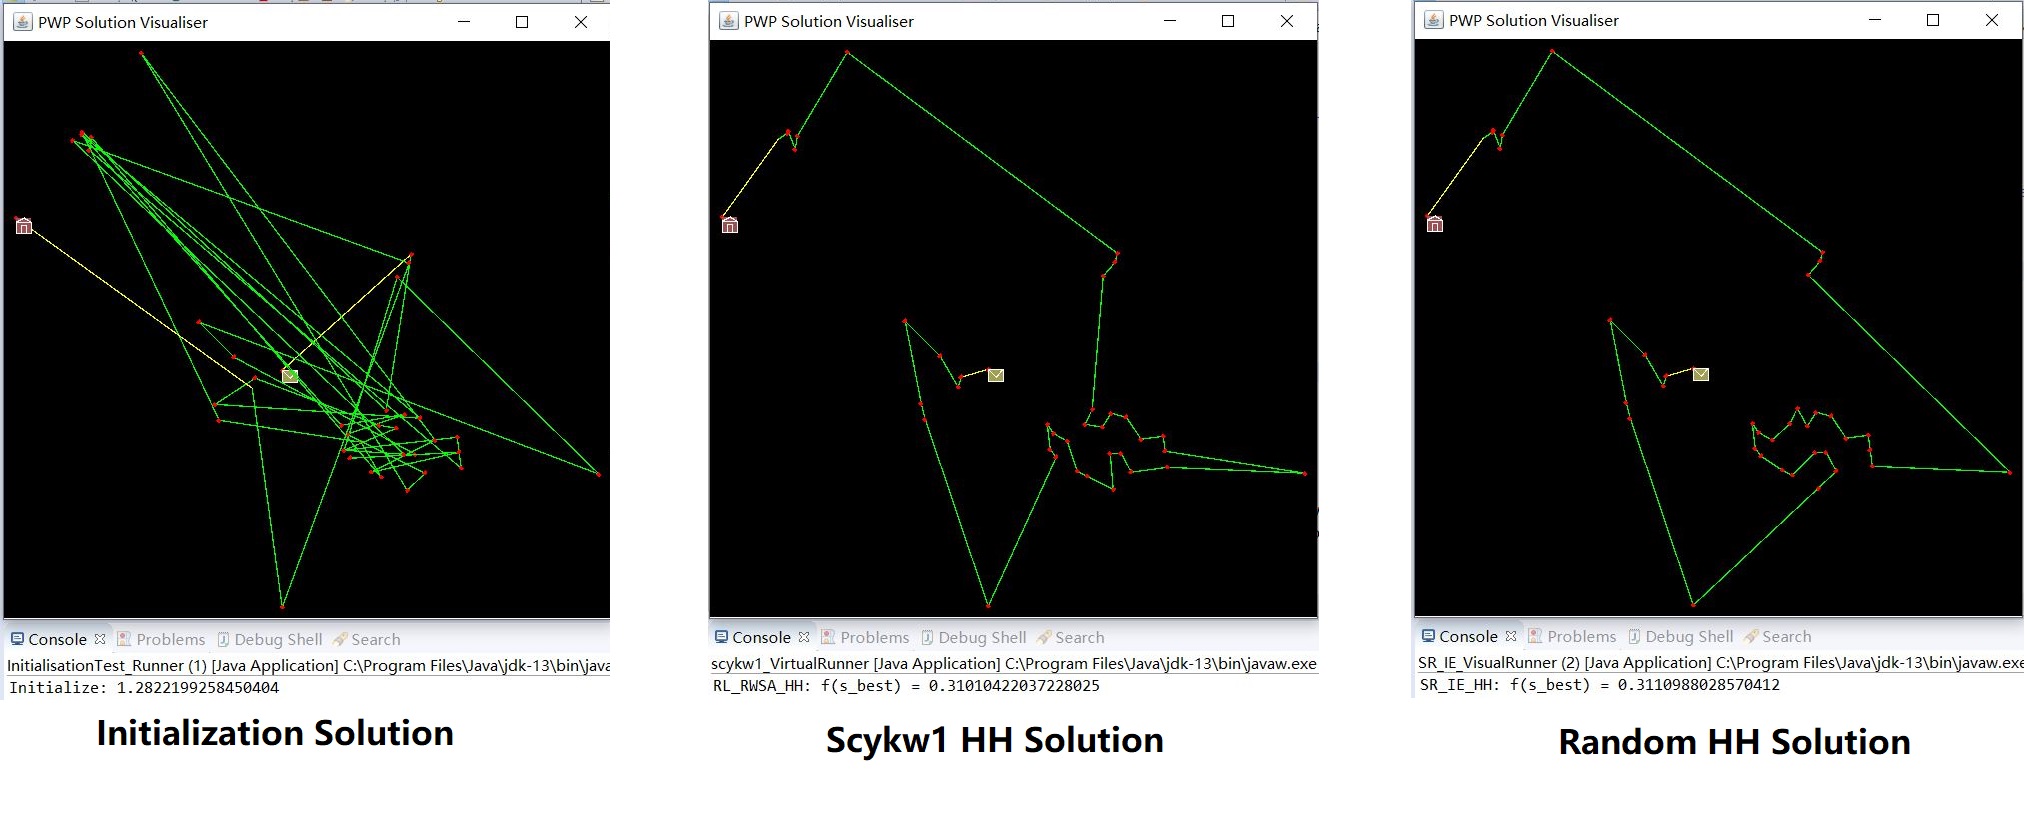 PWP Solution Visualiser
Console Problems Debug Shell Search
InitialisationTest_Runner (1) [Java Application] C:\Program Files\Java\jdk-13\bin\java
Initialize: 1.2822199258450404
Initialization Solution
PWP Solution Visualiser
Console Problems Debug Shell Search
scykw1_VirtualRunner [Java Application] C:\Program Files\Java\jdk-13\bin\javaw.exe
RL_RWSA_HH: f(s_best) = 0.31010422037228025
Scykw1 HH Solution
PWP Solution Visualiser
Console Problems Debug Shell Search
SR_IE_VisualRunner (2) [Java Application] C:\Program Files\Java\jdk-13\bin\javaw.exe
SR_IE_HH: f(s_best) = 0.3110988028570412
Random HH Solution